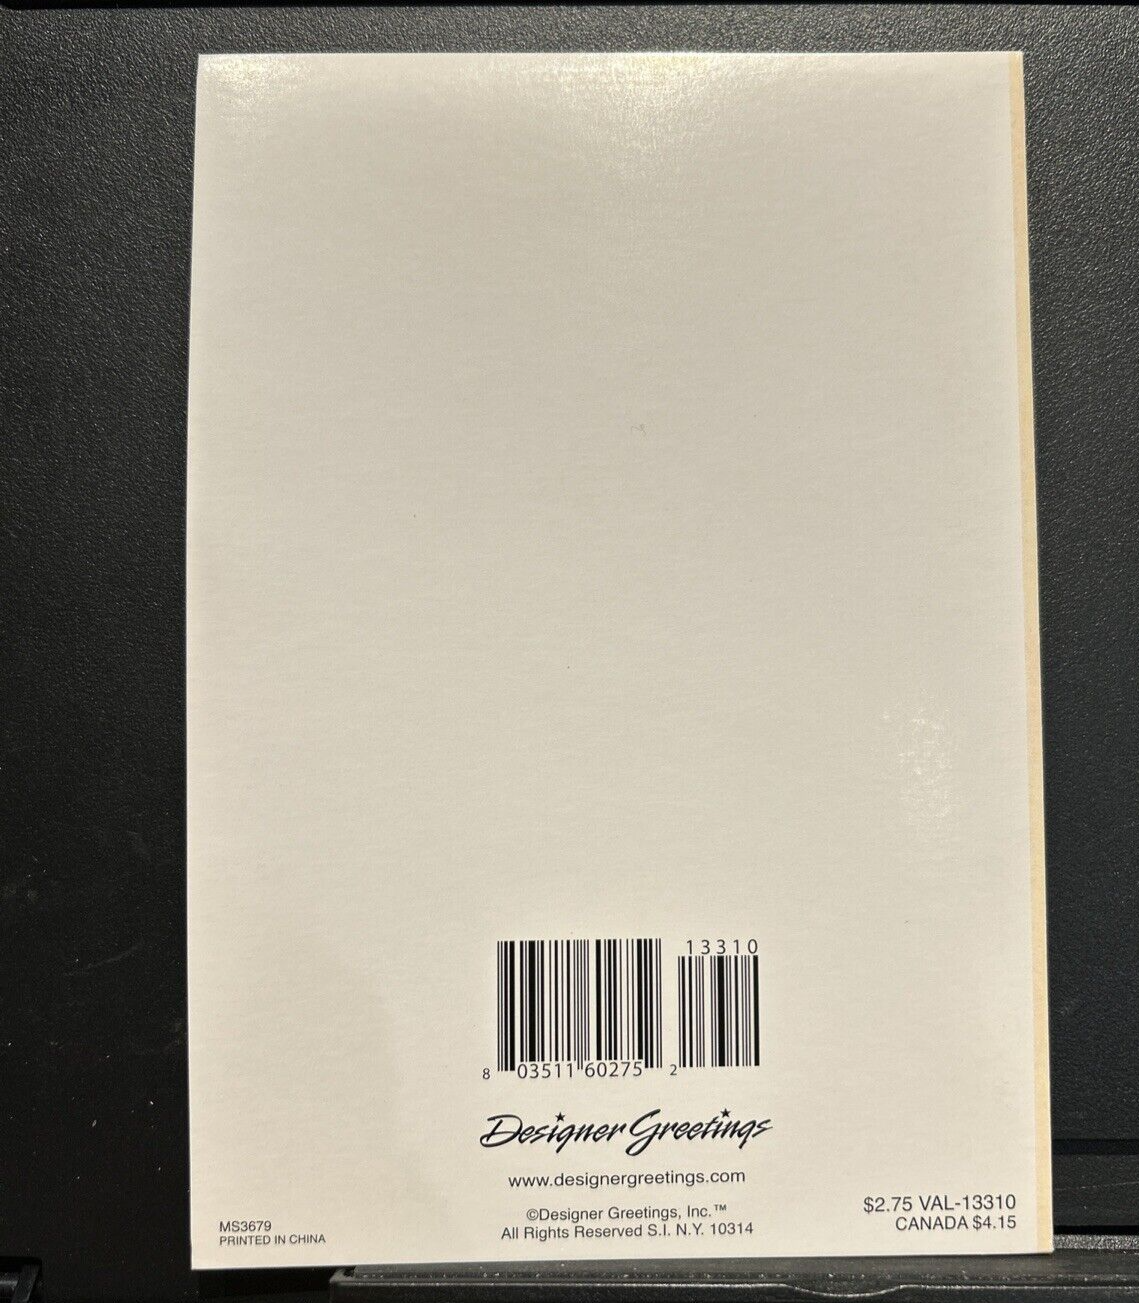 13310
8 03511 60275 2
Designer Greetings
www.designergreetings.com
©Designer Greetings, Inc.™
All Rights Reserved S.I. N.Y. 10314
MS3679
PRINTED IN CHINA
$2.75 VAL-13310
CANADA $4.15